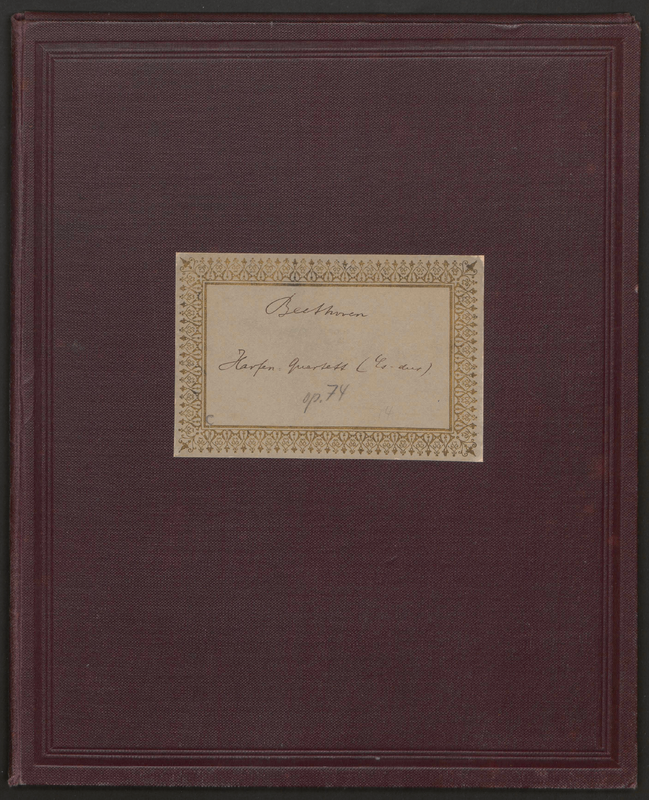 Beethoven
Harfen-Quartett (Es-dur)
op. 74